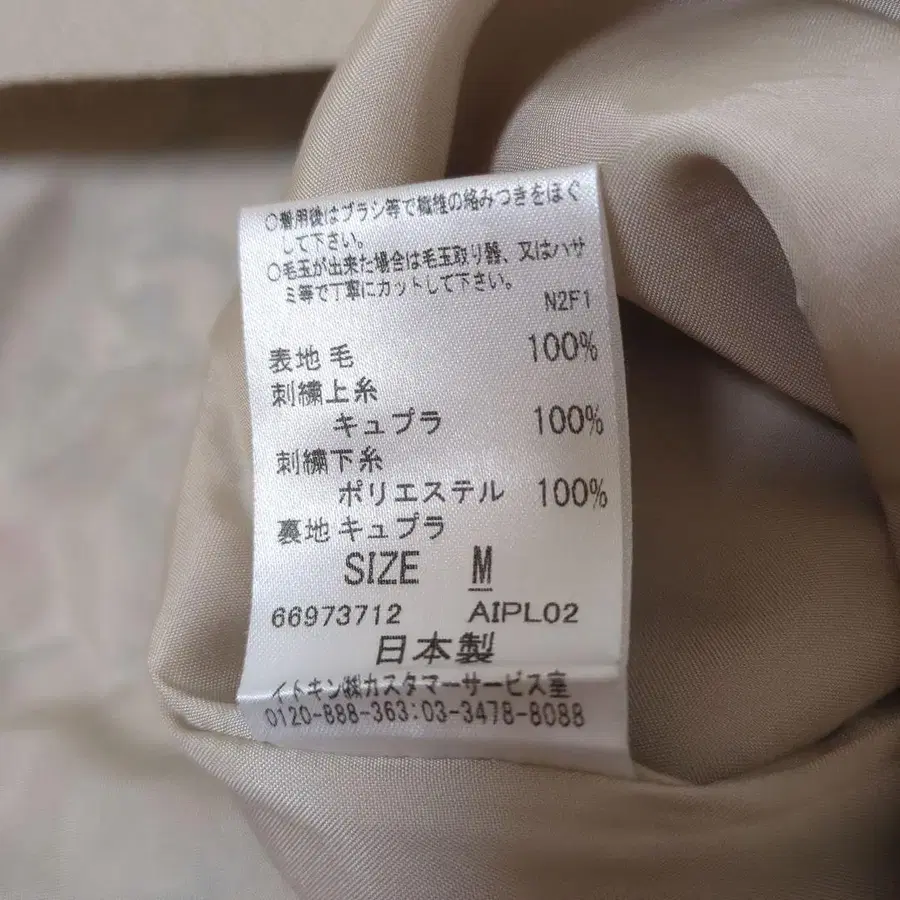 ○着用後はブラシ等で繊維の絡みつきをほぐ
して下さい。
○毛玉が出来た場合は毛玉取り器、又はハサ
ミ等で丁寧にカットして下さい。
N2F1
表地 毛 100%
刺繍上糸
キュプラ 100%
刺繍下糸
ポリエステル 100%
裏地 キュプラ
SIZE M
66973712 AIPL02
日本製
イトキン㈱カスタマーサービス室
0120-888-363:03-3478-8088